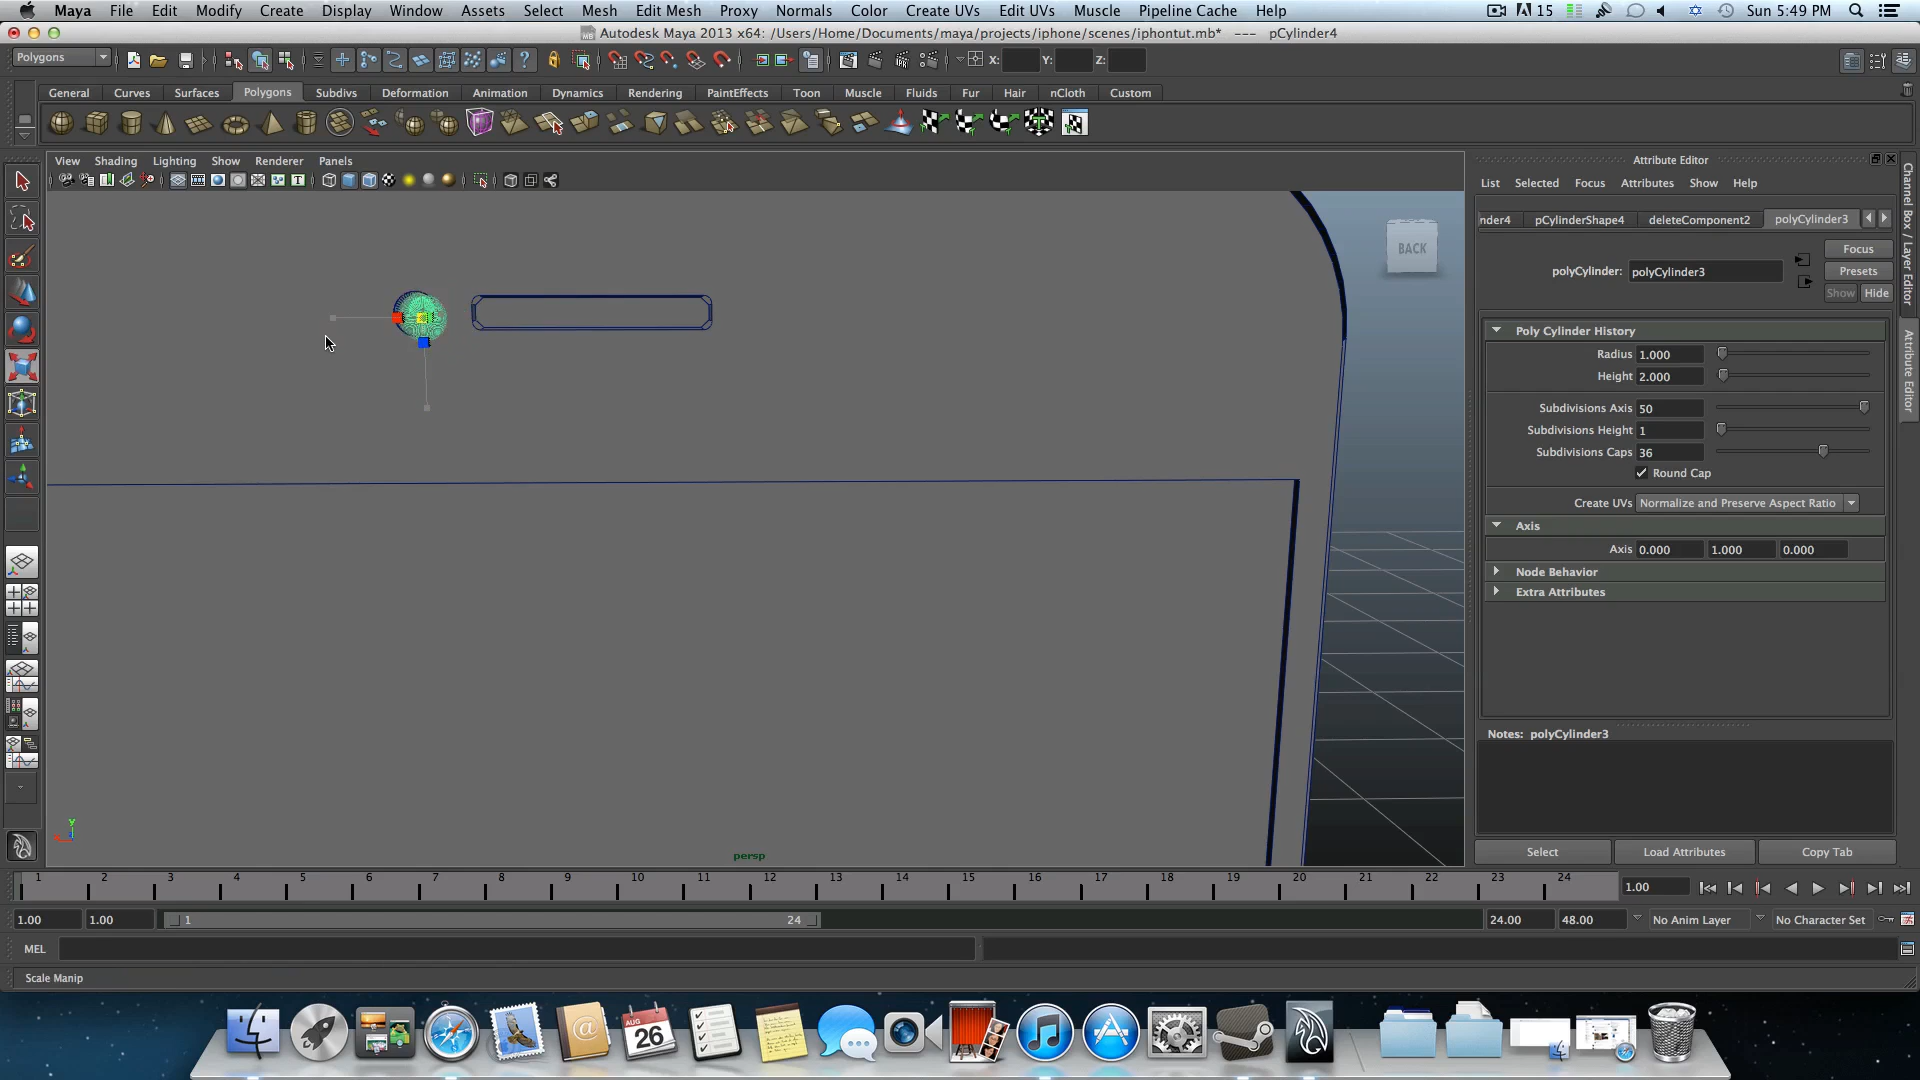 Maya File Edit Modify Create Display Window Assets Select Mesh Edit Mesh Proxy Normals Color Create UVs Edit UVs Muscle Pipeline Cache Help 15 Sun 5:49 PM
Autodesk Maya 2013 x64: /Users/Home/Documents/maya/projects/iphone/scenes/iphontut.mb* --- pCylinder4
Polygons X: Y: Z:
General Curves Surfaces Polygons Subdivs Deformation Animation Dynamics Rendering PaintEffects Toon Muscle Fluids Fur Hair nCloth Custom
View Shading Lighting Show Renderer Panels
BACK
persp
Attribute Editor
List Selected Focus Attributes Show Help
nder4 pCylinderShape4 deleteComponent2 polyCylinder3
Focus
polyCylinder: polyCylinder3 Presets
Show Hide
Poly Cylinder History
Radius 1.000
Height 2.000
Subdivisions Axis 50
Subdivisions Height 1
Subdivisions Caps 36
Round Cap
Create UVs Normalize and Preserve Aspect Ratio
Axis
Axis 0.000 1.000 0.000
Node Behavior
Extra Attributes
Notes: polyCylinder3
Select Load Attributes Copy Tab
Channel Box / Layer Editor
Attribute Editor
1 2 3 4 5 6 7 8 9 10 11 12 13 14 15 16 17 18 19 20 21 22 23 24 1.00
1.00 1.00 1 24 24.00 48.00 No Anim Layer No Character Set
MEL
Scale Manip
AUG
26